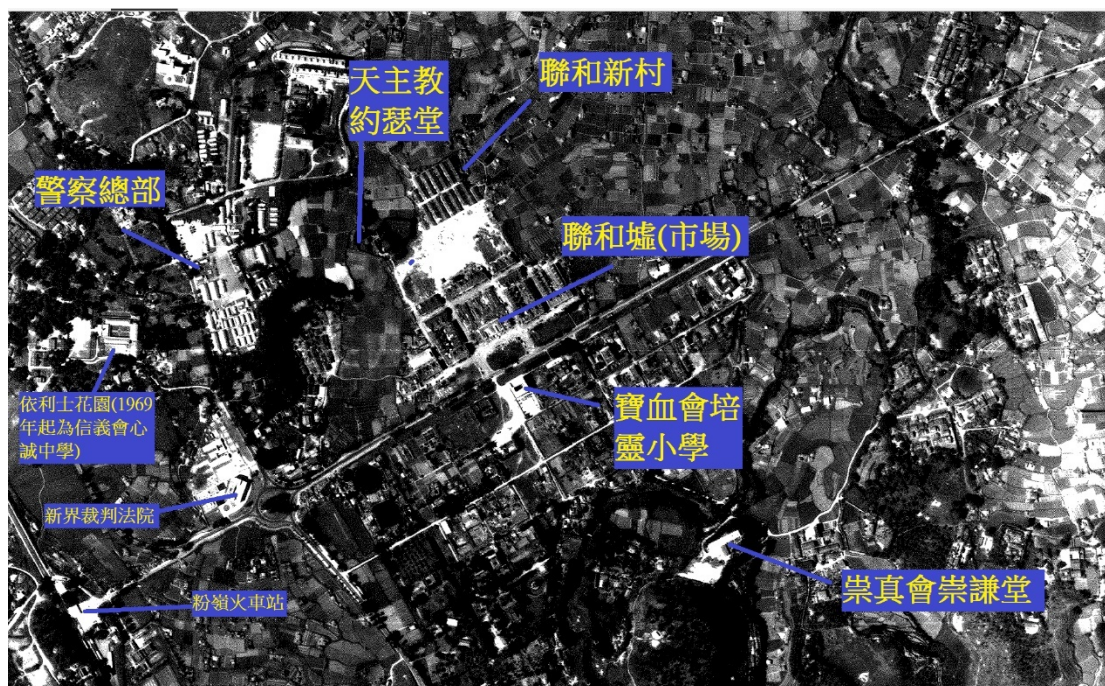 天主教
約瑟堂
聯和新村
警察總部
聯和墟(市場)
依利士花園(1969
年起為信義會心
誠中學)
寶血會培
靈小學
新界裁判法院
粉嶺火車站
崇真會崇謙堂